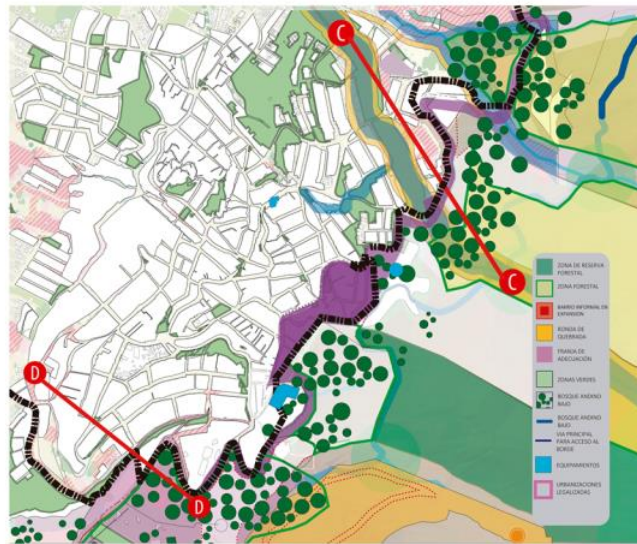 C
C
D
D
ZONA DE RESERVA
FORESTAL
ZONA FORESTAL
BARRIO INFORMAL EN
EXPANSIÓN
RONDA DE
QUEBRADA
FRANJA DE
ADECUACIÓN
ZONAS VERDES
BOSQUE ANDINO
BAJO
BOSQUE ANDINO
BAJO
VIA PRINCIPAL
PARA ACCESO AL
BORDE
EQUIPAMIENTOS
URBANIZACIONES
LEGALIZADAS